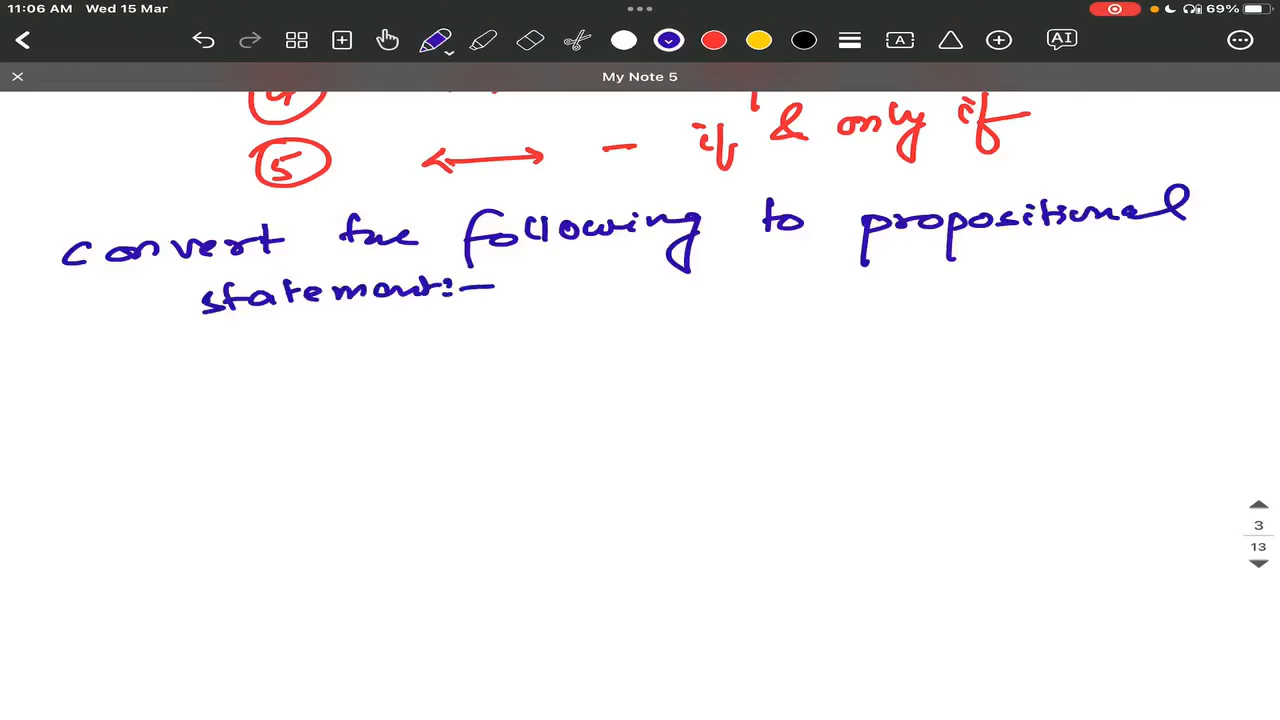 11:06 AM Wed 15 Mar 69%
A AI
My Note 5
5 ↔ - if & only if
convert the following to propositional
statement:-
3
13